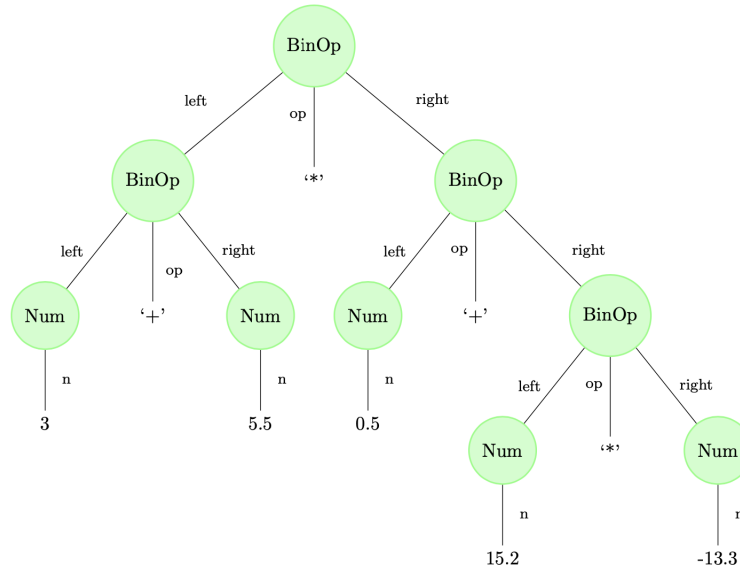 BinOp
left
op
right
BinOp
‘*’
BinOp
left
op
right
left
op
right
Num
‘+’
Num
Num
‘+’
BinOp
n
n
n
left
op
right
3
5.5
0.5
Num
‘*’
Num
n
n
15.2
-13.3